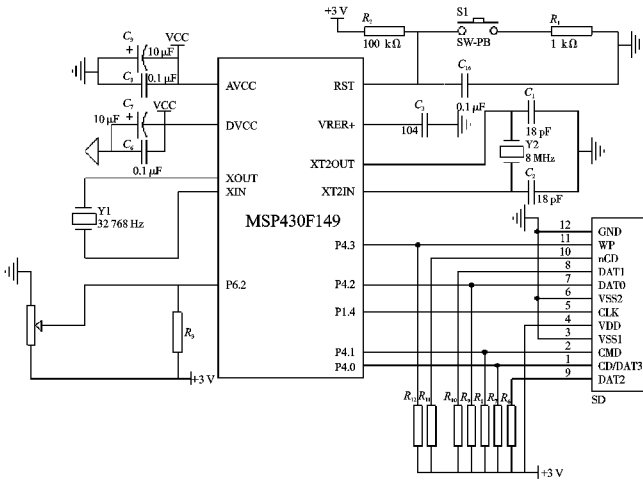 +3 V
R₂
100 kΩ
S1
SW-PB
R₁
1 kΩ
C₉
+
10 μF
VCC
C₈
0.1 μF
AVCC
RST
C₁₆
0.1 μF
C₇
+
10 μF
VCC
C₆
0.1 μF
DVCC
VRER+
C₃
104
C₁
18 pF
XT2OUT
Y2
8 MHz
XOUT
XIN
XT2IN
C₂
18 pF
Y1
32 768 Hz
MSP430F149
P4.3
P6.2
P4.2
P1.4
P4.1
P4.0
+3 V
12 GND
11 WP
10 nCD
8 DAT1
7 DAT0
6 VSS2
5 CLK
4 VDD
3 VSS1
2 CMD
1 CD/DAT3
9 DAT2
SD
R₁₂
R₁₁
R₁₀
R₉
+3 V